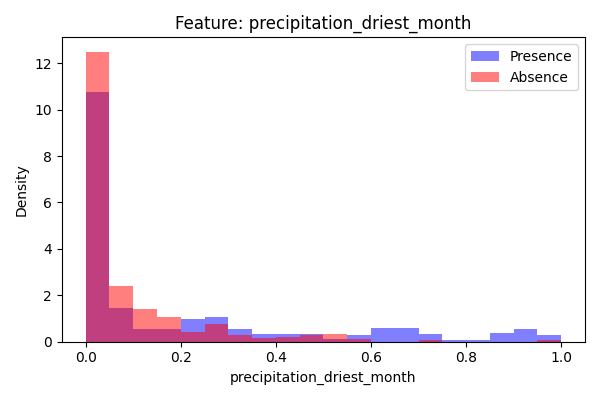 Feature: precipitation_driest_month
Presence
Absence
Density
12
10
8
6
4
2
0
0.0 0.2 0.4 0.6 0.8 1.0
precipitation_driest_month